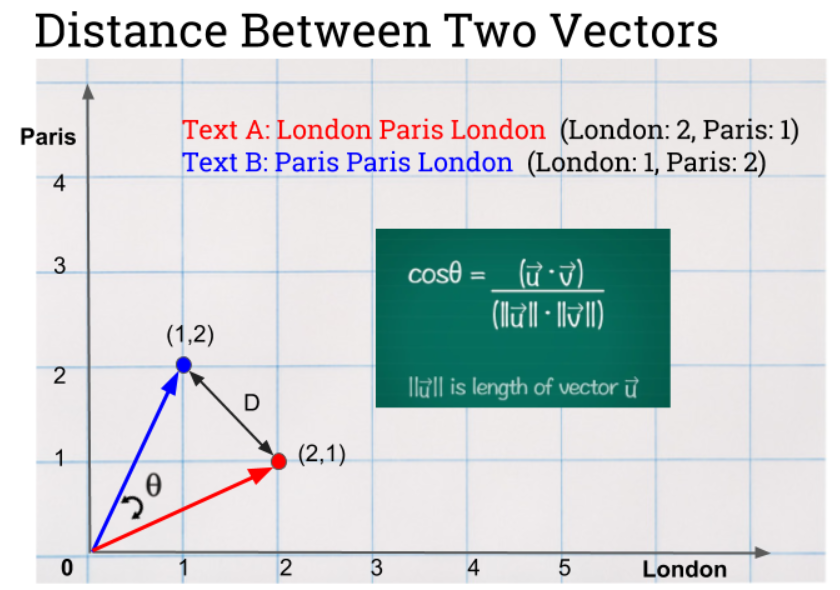 Distance Between Two Vectors
Paris
Text A: London Paris London (London: 2, Paris: 1)
Text B: Paris Paris London (London: 1, Paris: 2)
4
3
cosθ = (u⃗ · v⃗) / (||u⃗|| · ||v⃗||)
||u⃗|| is length of vector u⃗
(1,2)
2
D
1
(2,1)
θ
0 1 2 3 4 5 London